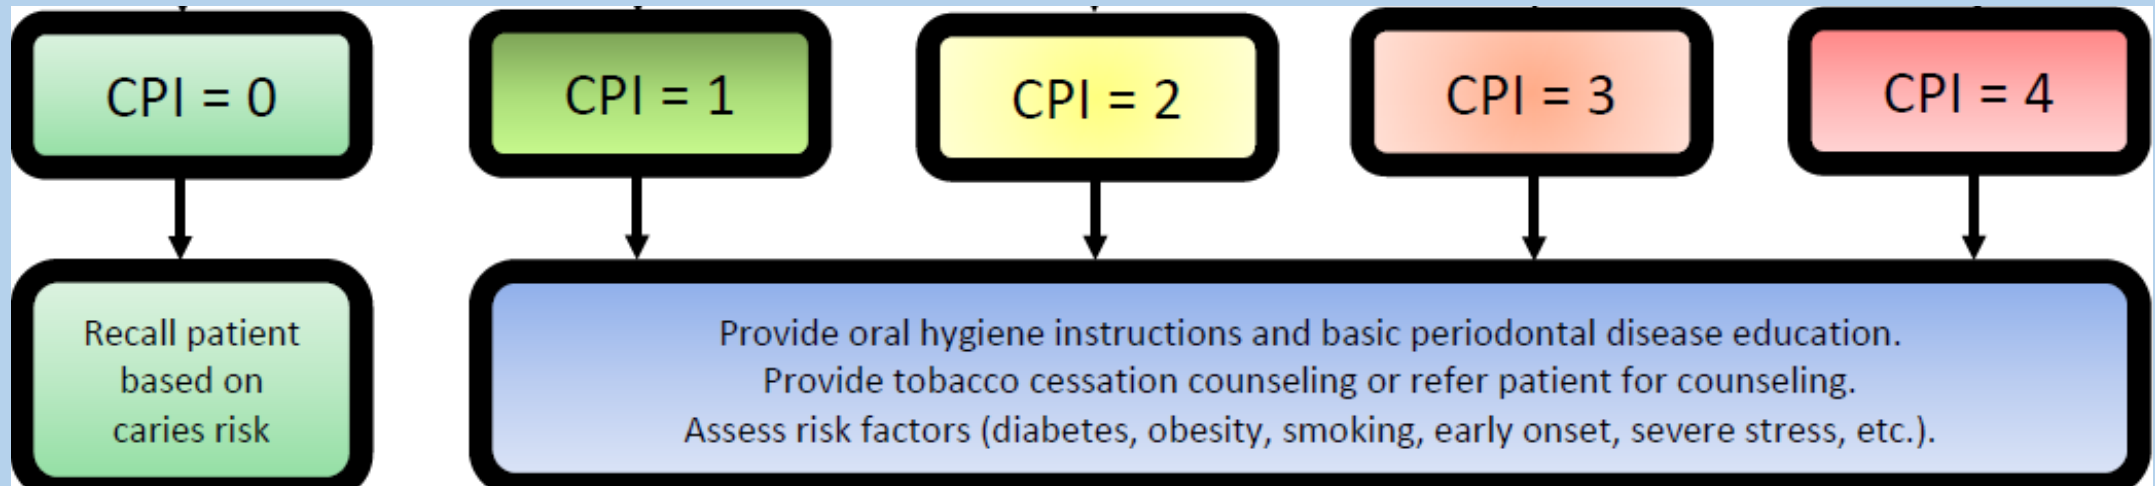 CPI = 0
CPI = 1
CPI = 2
CPI = 3
CPI = 4
Recall patient
based on
caries risk
Provide oral hygiene instructions and basic periodontal disease education.
Provide tobacco cessation counseling or refer patient for counseling.
Assess risk factors (diabetes, obesity, smoking, early onset, severe stress, etc.).